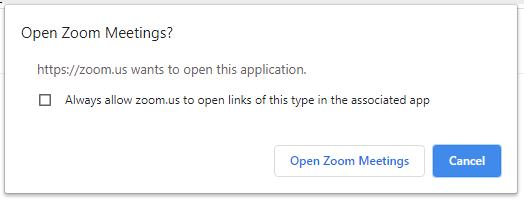 Open Zoom Meetings?
https://zoom.us wants to open this application.
Always allow zoom.us to open links of this type in the associated app
Open Zoom Meetings
Cancel